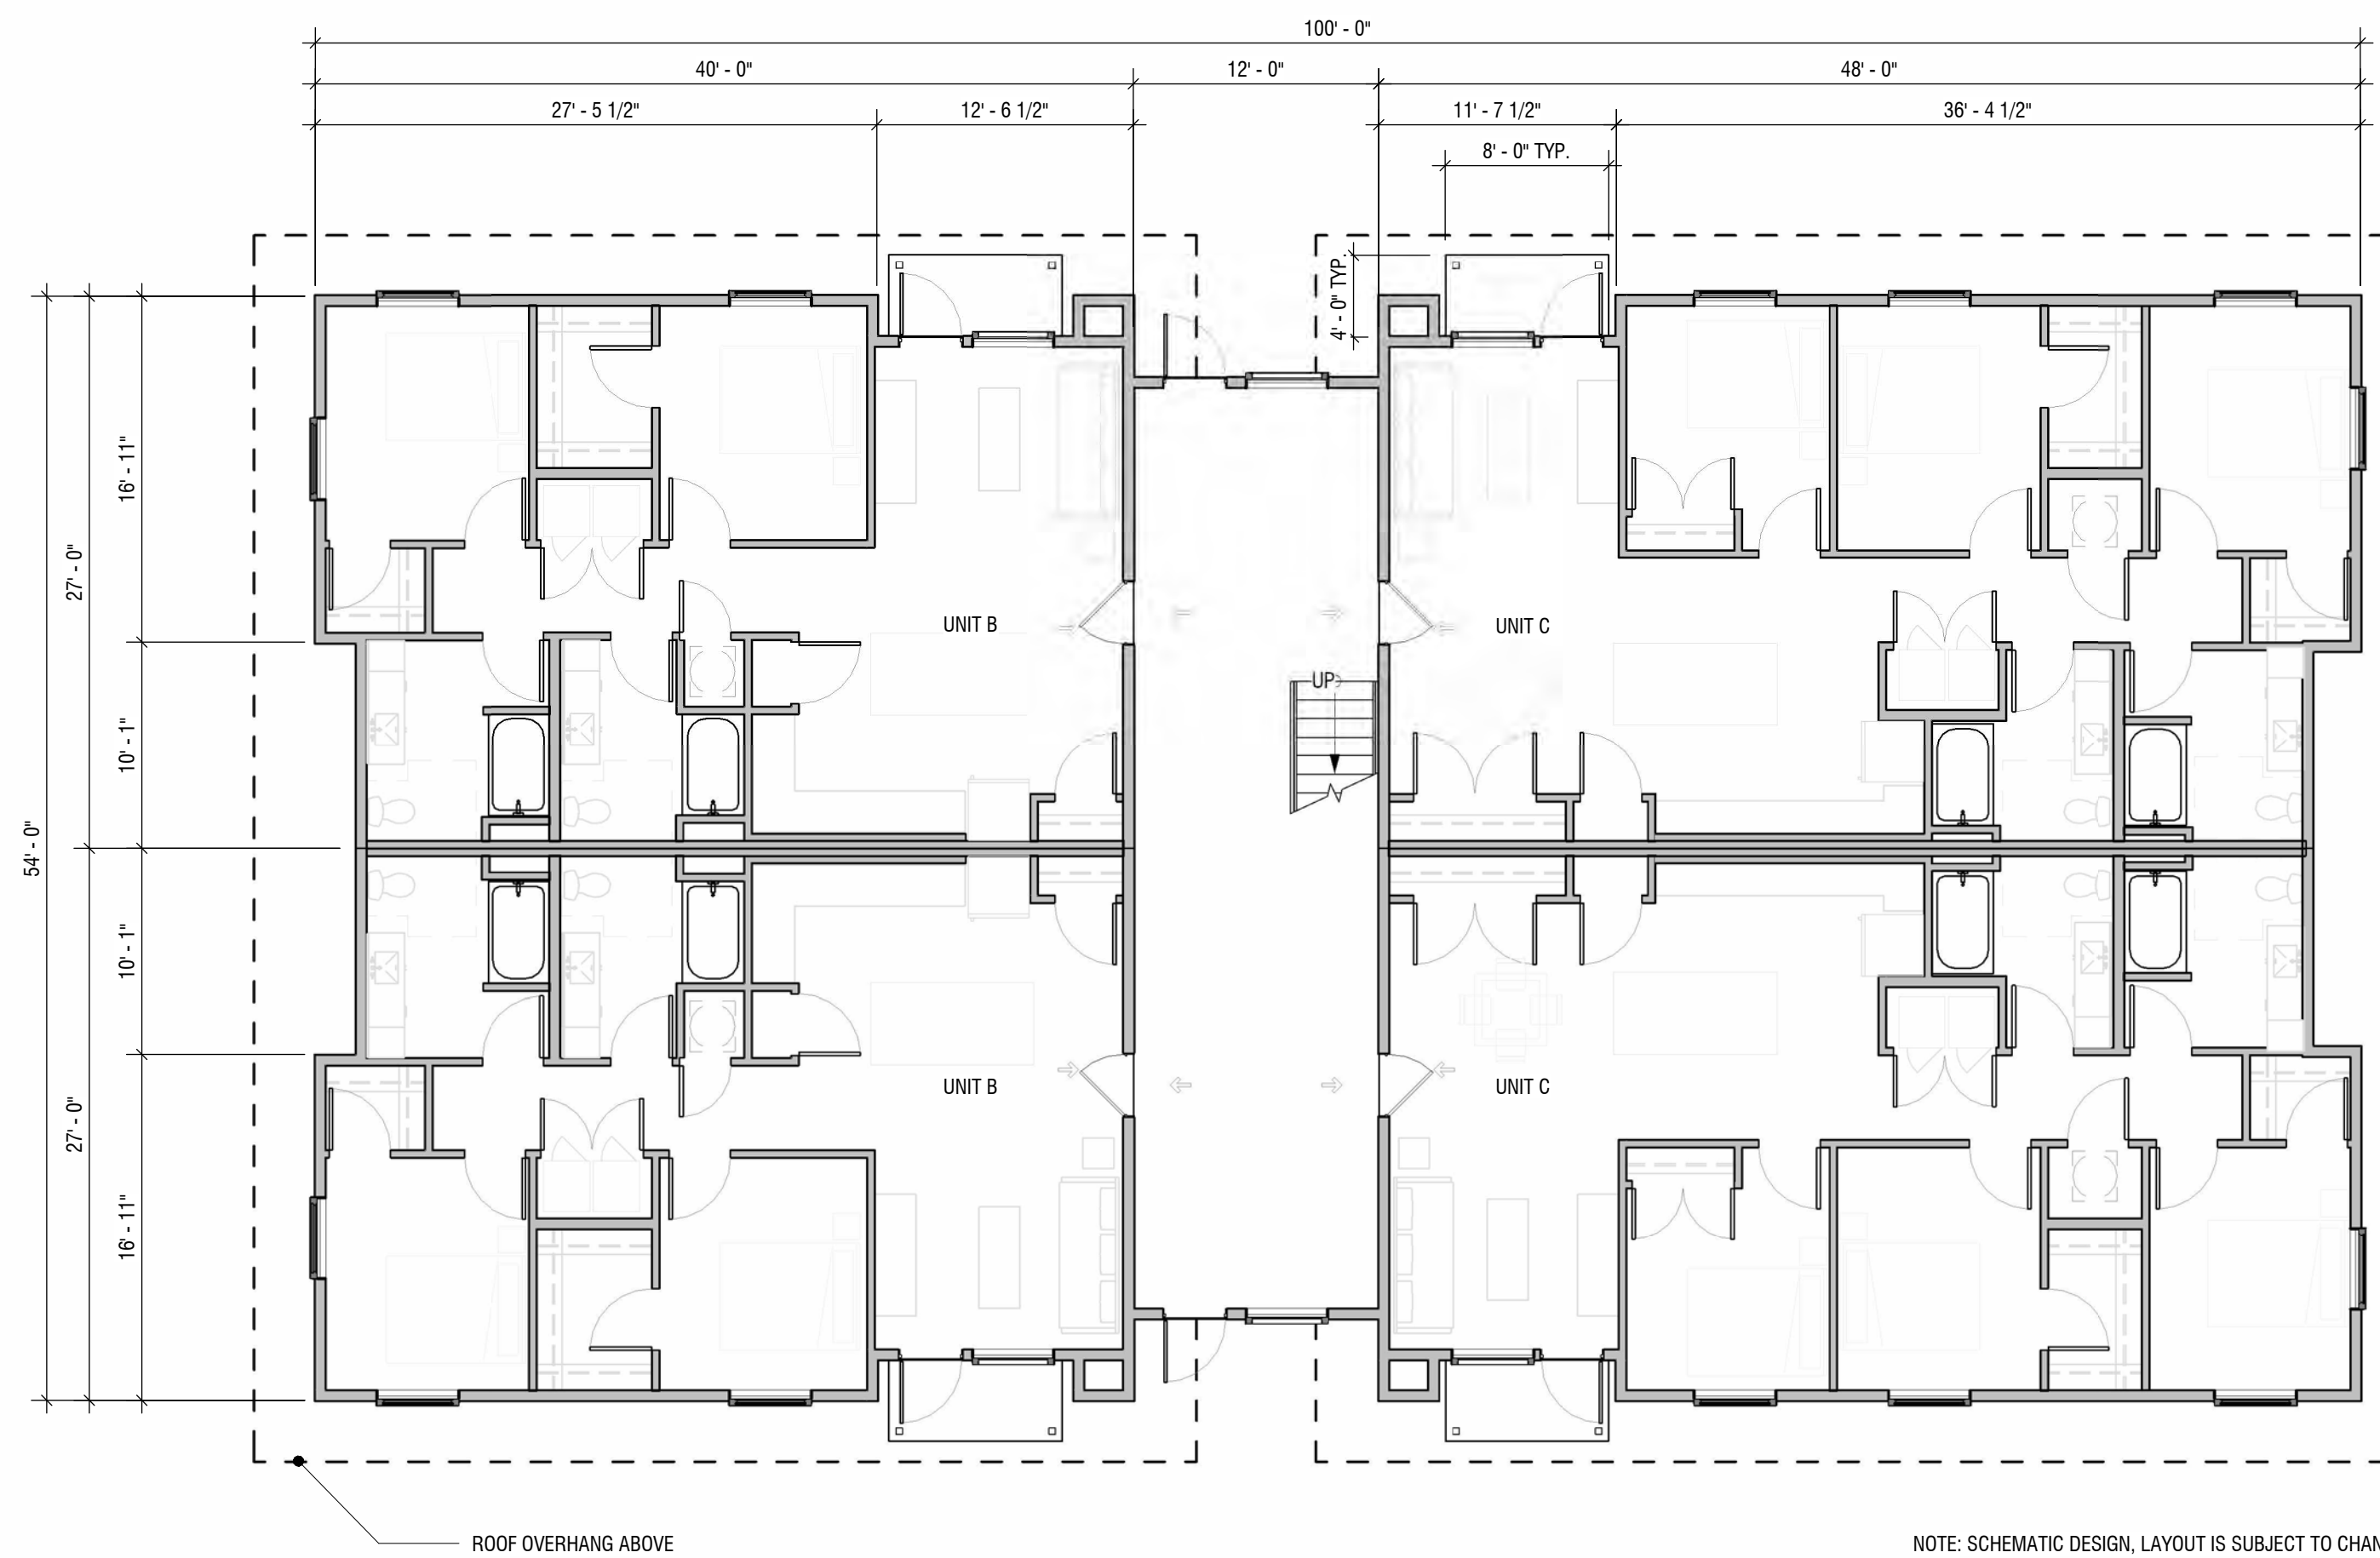 100' - 0"
40' - 0"
12' - 0"
48' - 0"
27' - 5 1/2"
12' - 6 1/2"
11' - 7 1/2"
36' - 4 1/2"
8' - 0" TYP.
4' - 0" TYP.
16' - 11"
27' - 0"
UNIT B
UNIT C
UP
10' - 1"
54' - 0"
10' - 1"
UNIT B
UNIT C
27' - 0"
16' - 11"
ROOF OVERHANG ABOVE
NOTE: SCHEMATIC DESIGN, LAYOUT IS SUBJECT TO CHAN